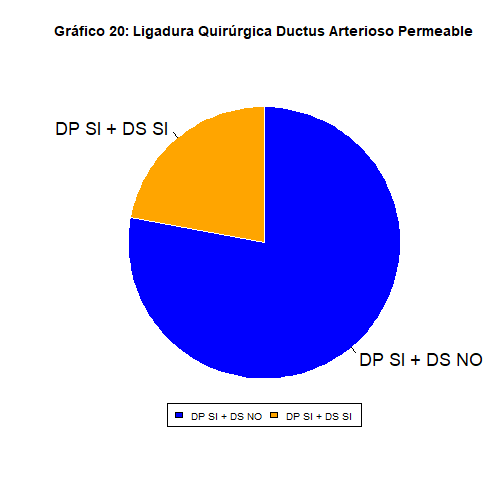 Gráfico 20: Ligadura Quirúrgica Ductus Arterioso Permeable
DP SI + DS SI
DP SI + DS NO
DP SI + DS NO DP SI + DS SI